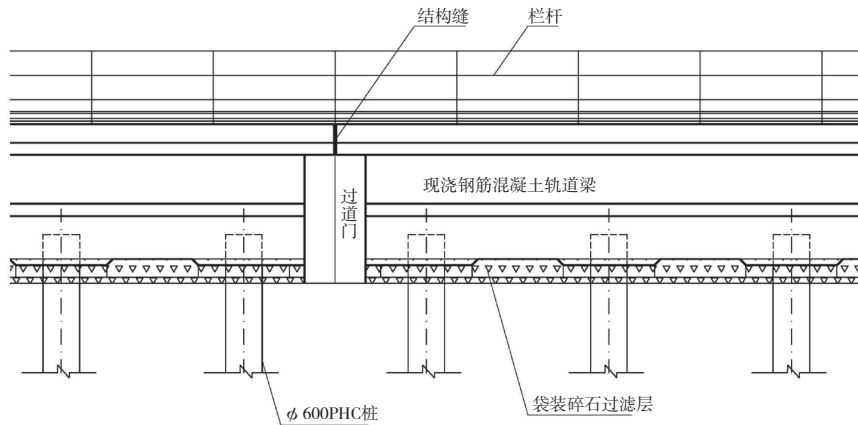 结构缝
栏杆
现浇钢筋混凝土轨道梁
过道门
袋装碎石过滤层
ϕ 600PHC桩